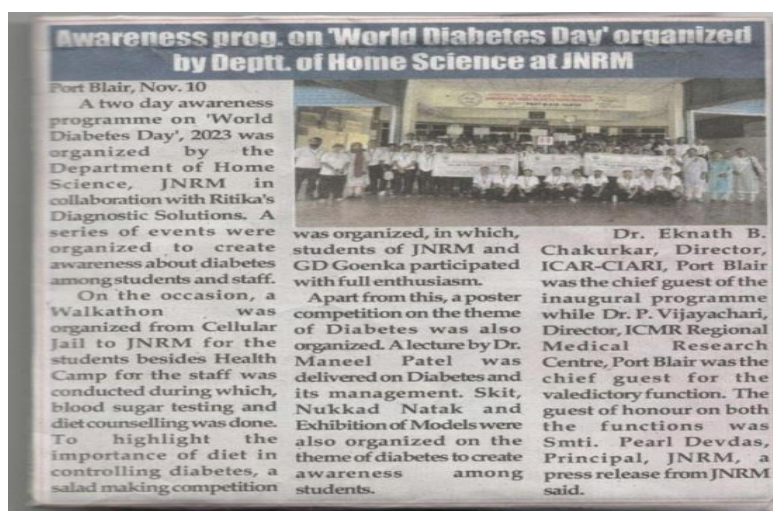 Awareness prog. on 'World Diabetes Day' organized
by Deptt. of Home Science at JNRM
Port Blair, Nov. 10
A two day awareness
programme on 'World
Diabetes Day', 2023 was
organized by the
Department of Home
Science, JNRM in
collaboration with Ritika's
Diagnostic Solutions. A
series of events were
organized to create
awareness about diabetes
among students and staff.
On the occasion, a
Walkathon was
organized from Cellular
Jail to JNRM for the
students besides Health
Camp for the staff was
conducted during which,
blood sugar testing and
diet counselling was done.
To highlight the
importance of diet in
controlling diabetes, a
salad making competition
was organized, in which,
students of JNRM and
GD Goenka participated
with full enthusiasm.
Apart from this, a poster
competition on the theme
of Diabetes was also
organized. A lecture by Dr.
Maneel Patel was
delivered on Diabetes and
its management. Skit,
Nukkad Natak and
Exhibition of Models were
also organized on the
theme of diabetes to create
awareness among
students.
Dr. Eknath B.
Chakurkar, Director,
ICAR-CIARI, Port Blair
was the chief guest of the
inaugural programme
while Dr. P. Vijayachari,
Director, ICMR Regional
Medical Research
Centre, Port Blair was the
chief guest for the
valedictory function. The
guest of honour on both
the functions was
Smti. Pearl Devdas,
Principal, JNRM, a
press release from JNRM
said.